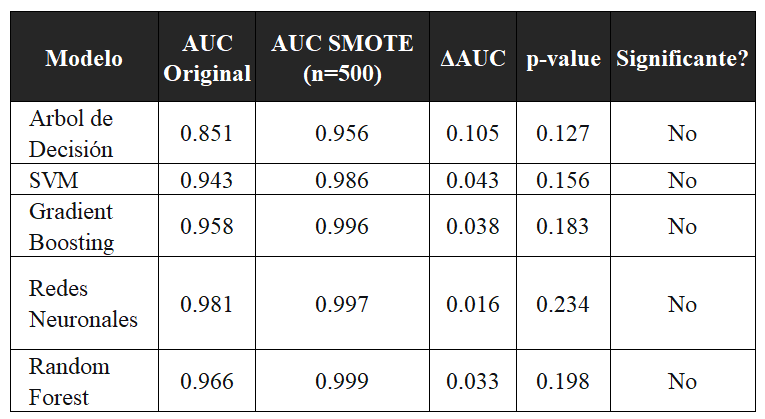 Modelo AUC Original AUC SMOTE (n=500) ΔAUC p-value Significante?
Arbol de Decisión 0.851 0.956 0.105 0.127 No
SVM 0.943 0.986 0.043 0.156 No
Gradient Boosting 0.958 0.996 0.038 0.183 No
Redes Neuronales 0.981 0.997 0.016 0.234 No
Random Forest 0.966 0.999 0.033 0.198 No